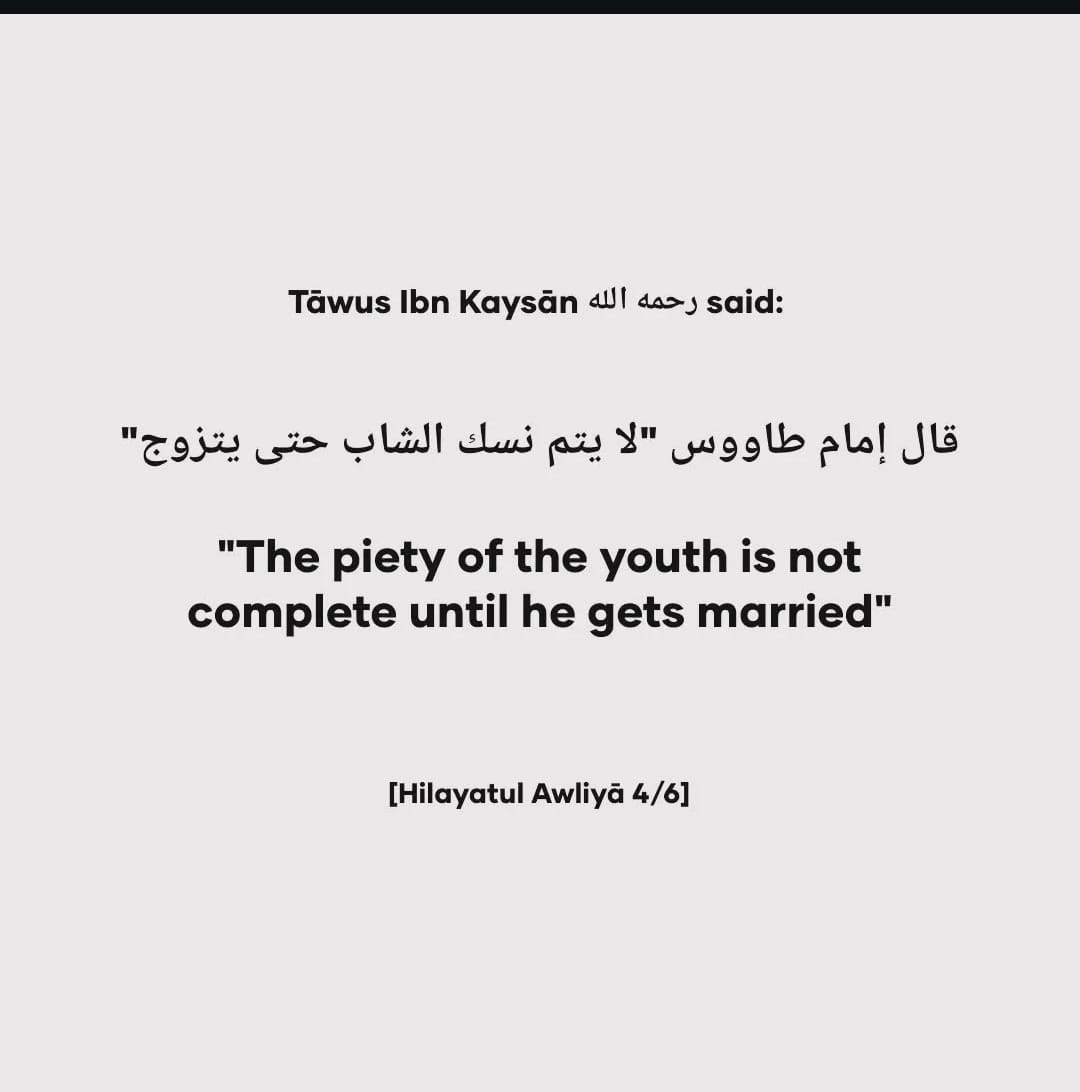 Tāwus Ibn Kaysān رحمه الله said:
قال إمام طاووس "لا يتم نسك الشاب حتى يتزوج"
"The piety of the youth is not
complete until he gets married"
[Hilayatul Awliyā 4/6]